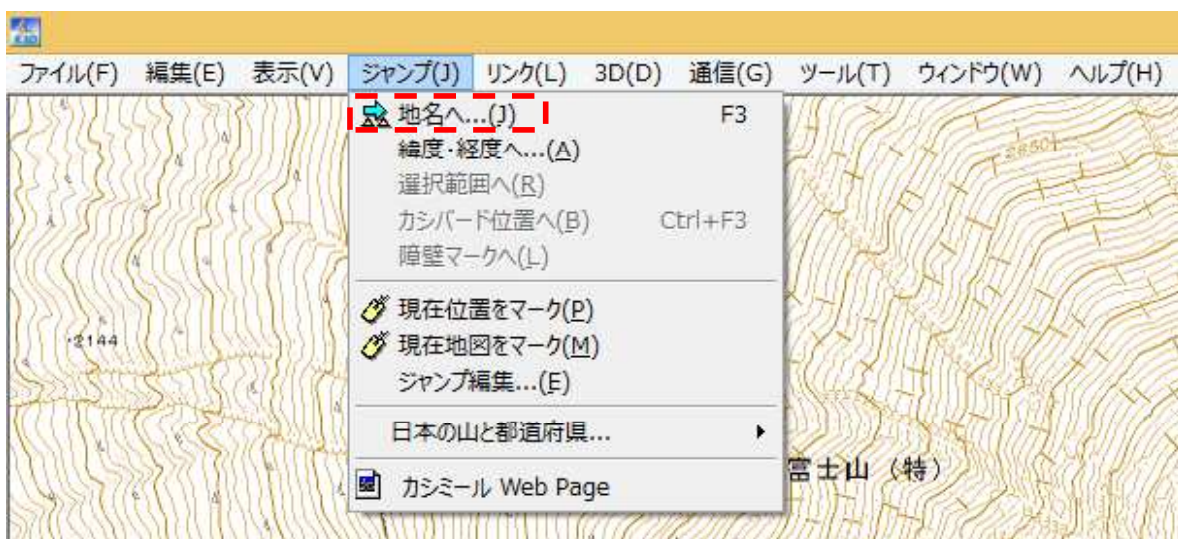 ファイル(F) 編集(E) 表示(V) ジャンプ(J) リンク(L) 3D(D) 通信(G) ツール(T) ウィンドウ(W) ヘルプ(H)
地名へ...(J) F3
緯度・経度へ...(A)
選択範囲へ(R)
カシバード位置へ(B) Ctrl+F3
障壁マークへ(L)
現在位置をマーク(P)
現在地図をマーク(M)
ジャンプ編集...(E)
日本の山と都道府県...
カシミール Web Page
2850
・2144
富士山（特）